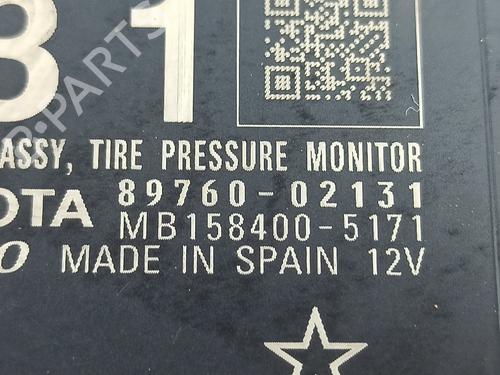 31
ASSY, TIRE PRESSURE MONITOR
OTA 89760-02131
MB158400-5171
O MADE IN SPAIN 12V